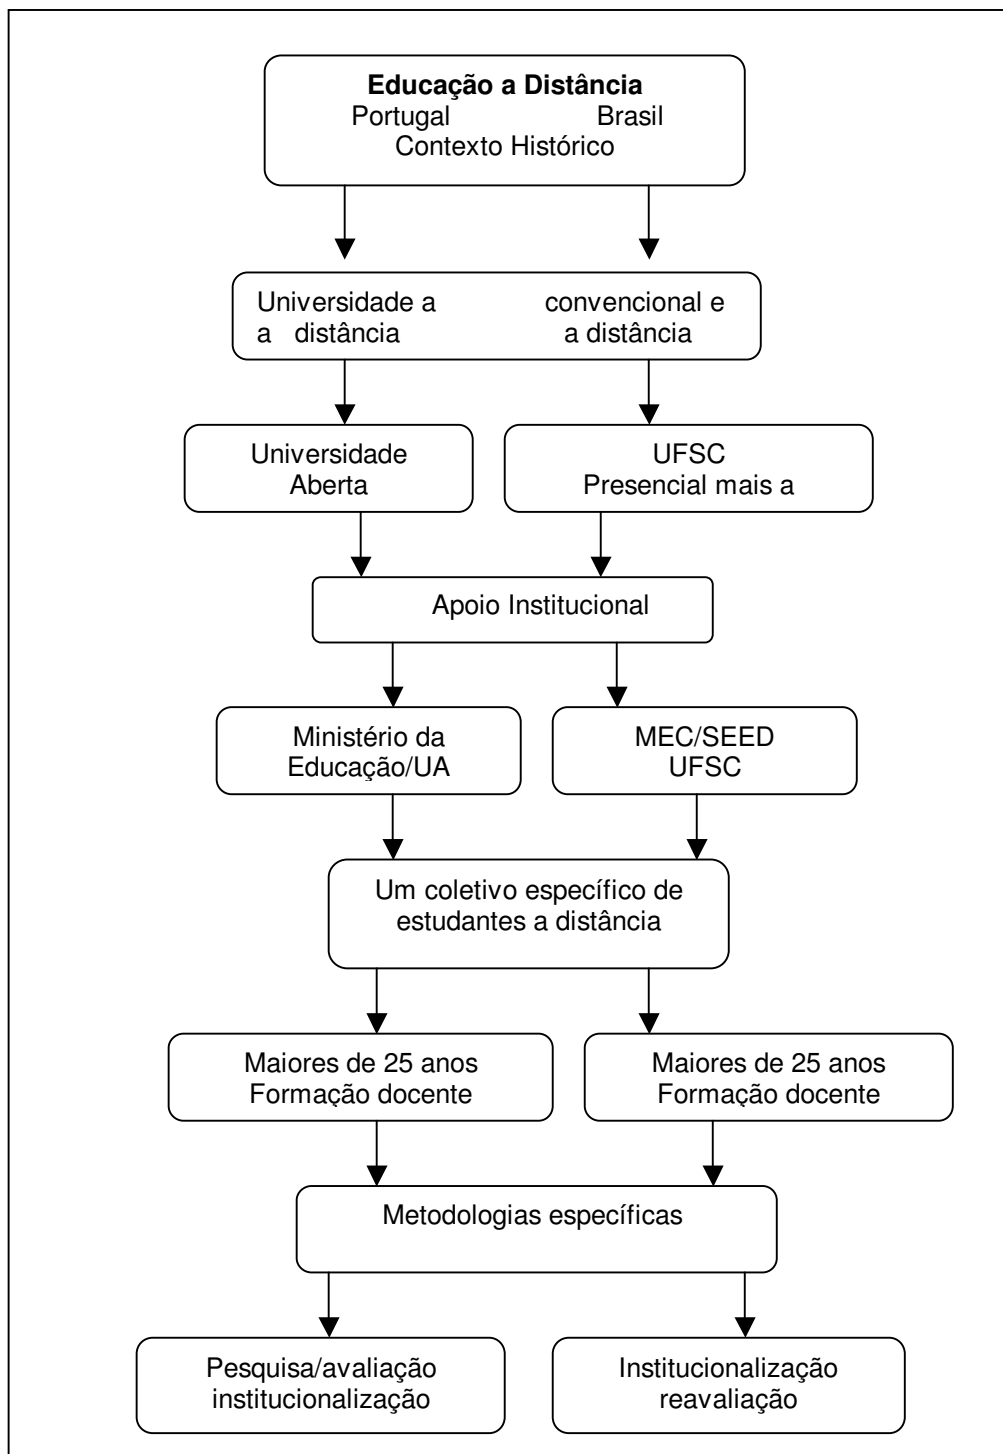 Educação a Distância
Portugal Brasil
Contexto Histórico
Universidade a convencional e
a distância a distância
Universidade
Aberta
UFSC
Presencial mais a
Apoio Institucional
Ministério da
Educação/UA
MEC/SEED
UFSC
Um coletivo específico de
estudantes a distância
Maiores de 25 anos
Formação docente
Maiores de 25 anos
Formação docente
Metodologias específicas
Pesquisa/avaliação
institucionalização
Institucionalização
reavaliação